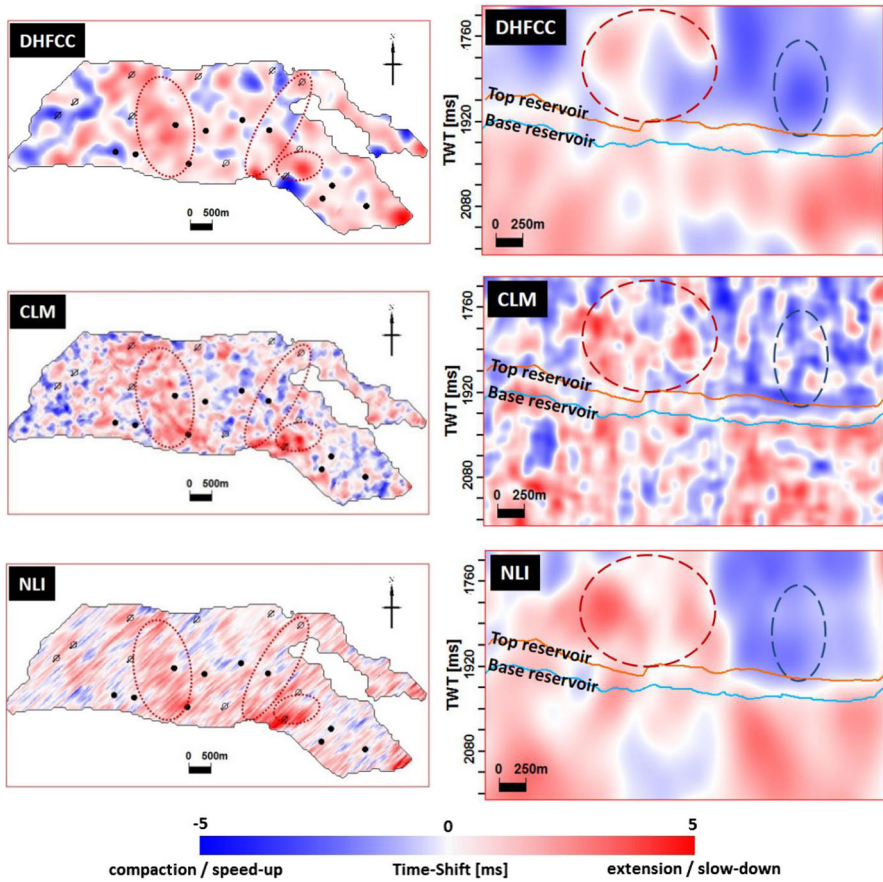 DHFCC
N
0 500m
DHFCC
1760
1920
2080
TWT [ms]
Top reservoir
Base reservoir
0 250m
CLM
N
0 500m
CLM
1760
1920
2080
TWT [ms]
Top reservoir
Base reservoir
0 250m
NLI
N
0 500m
NLI
1760
1920
2080
TWT [ms]
Top reservoir
Base reservoir
0 250m
-5 0 5
compaction / speed-up Time-Shift [ms] extension / slow-down